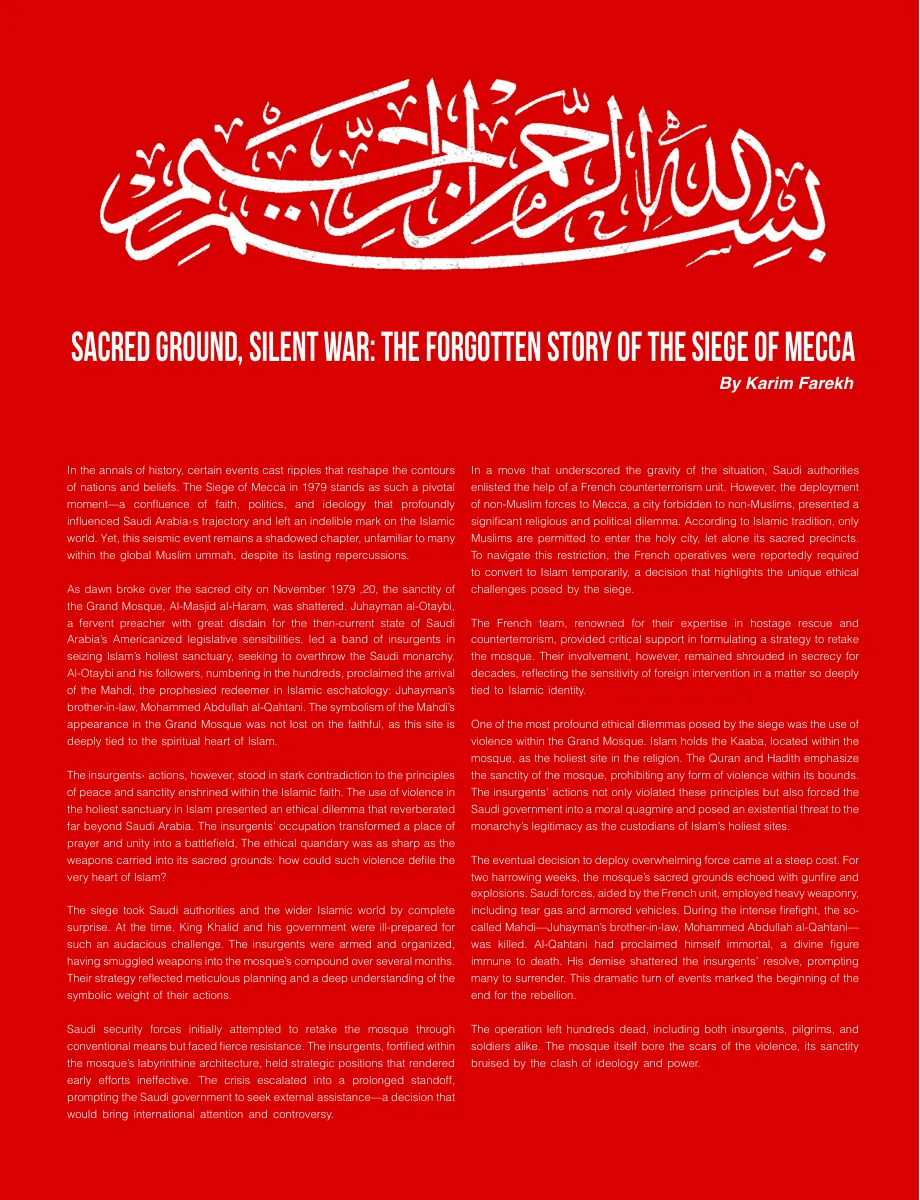 بسم الله الرحمن الرحيم
SACRED GROUND, SILENT WAR: THE FORGOTTEN STORY OF THE SIEGE OF MECCA
By Karim Farekh
In the annals of history, certain events cast ripples that reshape the contours
of nations and beliefs. The Siege of Mecca in 1979 stands as such a pivotal
moment—a confluence of faith, politics, and ideology that profoundly
influenced Saudi Arabia›s trajectory and left an indelible mark on the Islamic
world. Yet, this seismic event remains a shadowed chapter, unfamiliar to many
within the global Muslim ummah, despite its lasting repercussions.
As dawn broke over the sacred city on November 1979 ,20, the sanctity of
the Grand Mosque, Al-Masjid al-Haram, was shattered. Juhayman al-Otaybi,
a fervent preacher with great disdain for the then-current state of Saudi
Arabia’s Americanized legislative sensibilities, led a band of insurgents in
seizing Islam’s holiest sanctuary, seeking to overthrow the Saudi monarchy.
Al-Otaybi and his followers, numbering in the hundreds, proclaimed the arrival
of the Mahdi, the prophesied redeemer in Islamic eschatology: Juhayman’s
brother-in-law, Mohammed Abdullah al-Qahtani. The symbolism of the Mahdi’s
appearance in the Grand Mosque was not lost on the faithful, as this site is
deeply tied to the spiritual heart of Islam.
The insurgents› actions, however, stood in stark contradiction to the principles
of peace and sanctity enshrined within the Islamic faith. The use of violence in
the holiest sanctuary in Islam presented an ethical dilemma that reverberated
far beyond Saudi Arabia. The insurgents’ occupation transformed a place of
prayer and unity into a battlefield, The ethical quandary was as sharp as the
weapons carried into its sacred grounds: how could such violence defile the
very heart of Islam?
The siege took Saudi authorities and the wider Islamic world by complete
surprise. At the time, King Khalid and his government were ill-prepared for
such an audacious challenge. The insurgents were armed and organized,
having smuggled weapons into the mosque’s compound over several months.
Their strategy reflected meticulous planning and a deep understanding of the
symbolic weight of their actions.
Saudi security forces initially attempted to retake the mosque through
conventional means but faced fierce resistance. The insurgents, fortified within
the mosque’s labyrinthine architecture, held strategic positions that rendered
early efforts ineffective. The crisis escalated into a prolonged standoff,
prompting the Saudi government to seek external assistance—a decision that
would bring international attention and controversy.
In a move that underscored the gravity of the situation, Saudi authorities
enlisted the help of a French counterterrorism unit. However, the deployment
of non-Muslim forces to Mecca, a city forbidden to non-Muslims, presented a
significant religious and political dilemma. According to Islamic tradition, only
Muslims are permitted to enter the holy city, let alone its sacred precincts.
To navigate this restriction, the French operatives were reportedly required
to convert to Islam temporarily, a decision that highlights the unique ethical
challenges posed by the siege.
The French team, renowned for their expertise in hostage rescue and
counterterrorism, provided critical support in formulating a strategy to retake
the mosque. Their involvement, however, remained shrouded in secrecy for
decades, reflecting the sensitivity of foreign intervention in a matter so deeply
tied to Islamic identity.
One of the most profound ethical dilemmas posed by the siege was the use of
violence within the Grand Mosque. Islam holds the Kaaba, located within the
mosque, as the holiest site in the religion. The Quran and Hadith emphasize
the sanctity of the mosque, prohibiting any form of violence within its bounds.
The insurgents’ actions not only violated these principles but also forced the
Saudi government into a moral quagmire and posed an existential threat to the
monarchy’s legitimacy as the custodians of Islam’s holiest sites.
The eventual decision to deploy overwhelming force came at a steep cost. For
two harrowing weeks, the mosque’s sacred grounds echoed with gunfire and
explosions. Saudi forces, aided by the French unit, employed heavy weaponry,
including tear gas and armored vehicles. During the intense firefight, the so-
called Mahdi—Juhayman’s brother-in-law, Mohammed Abdullah al-Qahtani—
was killed. Al-Qahtani had proclaimed himself immortal, a divine figure
immune to death. His demise shattered the insurgents’ resolve, prompting
many to surrender. This dramatic turn of events marked the beginning of the
end for the rebellion.
The operation left hundreds dead, including both insurgents, pilgrims, and
soldiers alike. The mosque itself bore the scars of the violence, its sanctity
bruised by the clash of ideology and power.